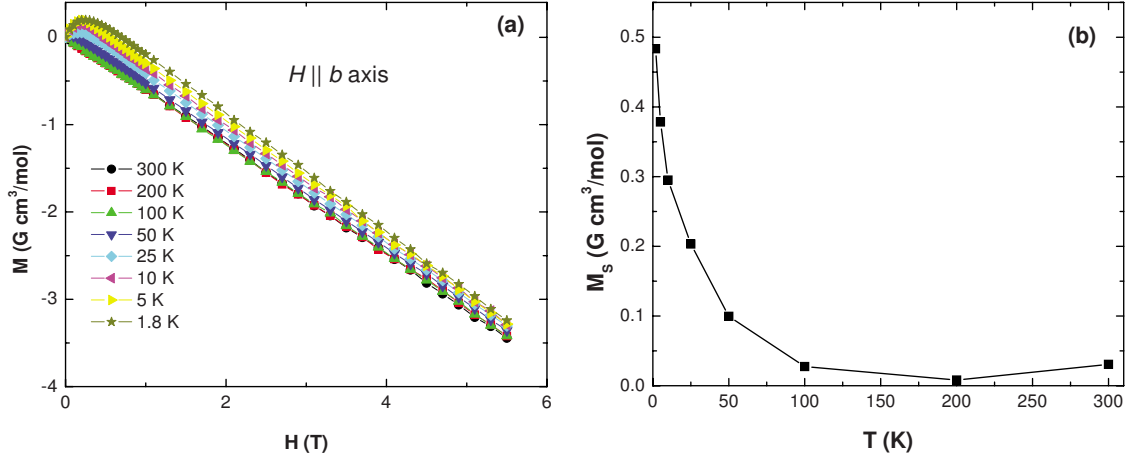 (a)
H || b axis
0
-1
-2
-3
-4
M (G cm³/mol)
300 K
200 K
100 K
50 K
25 K
10 K
5 K
1.8 K
0 2 4 6
H (T)
(b)
0.5
0.4
0.3
0.2
0.1
0.0
M_S (G cm³/mol)
0 50 100 150 200 250 300
T (K)